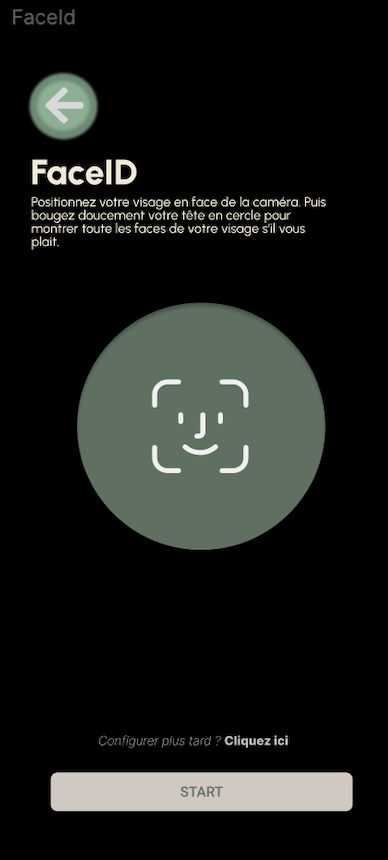 FaceId
FaceID
Positionnez votre visage en face de la caméra. Puis
bougez doucement votre tête en cercle pour
montrer toute les faces de votre visage s'il vous
plait.
Configurer plus tard ? Cliquez ici
START